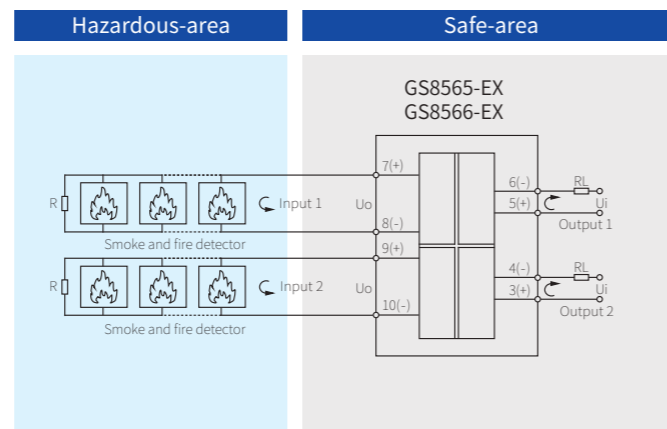 Hazardous-area
Safe-area
GS8565-EX
GS8566-EX
7(+)
6(-)
RL
R
Input 1
Uo
5(+)
Ui
8(-)
Output 1
Smoke and fire detector
9(+)
4(-)
RL
R
Input 2
Uo
3(+)
Ui
10(-)
Output 2
Smoke and fire detector